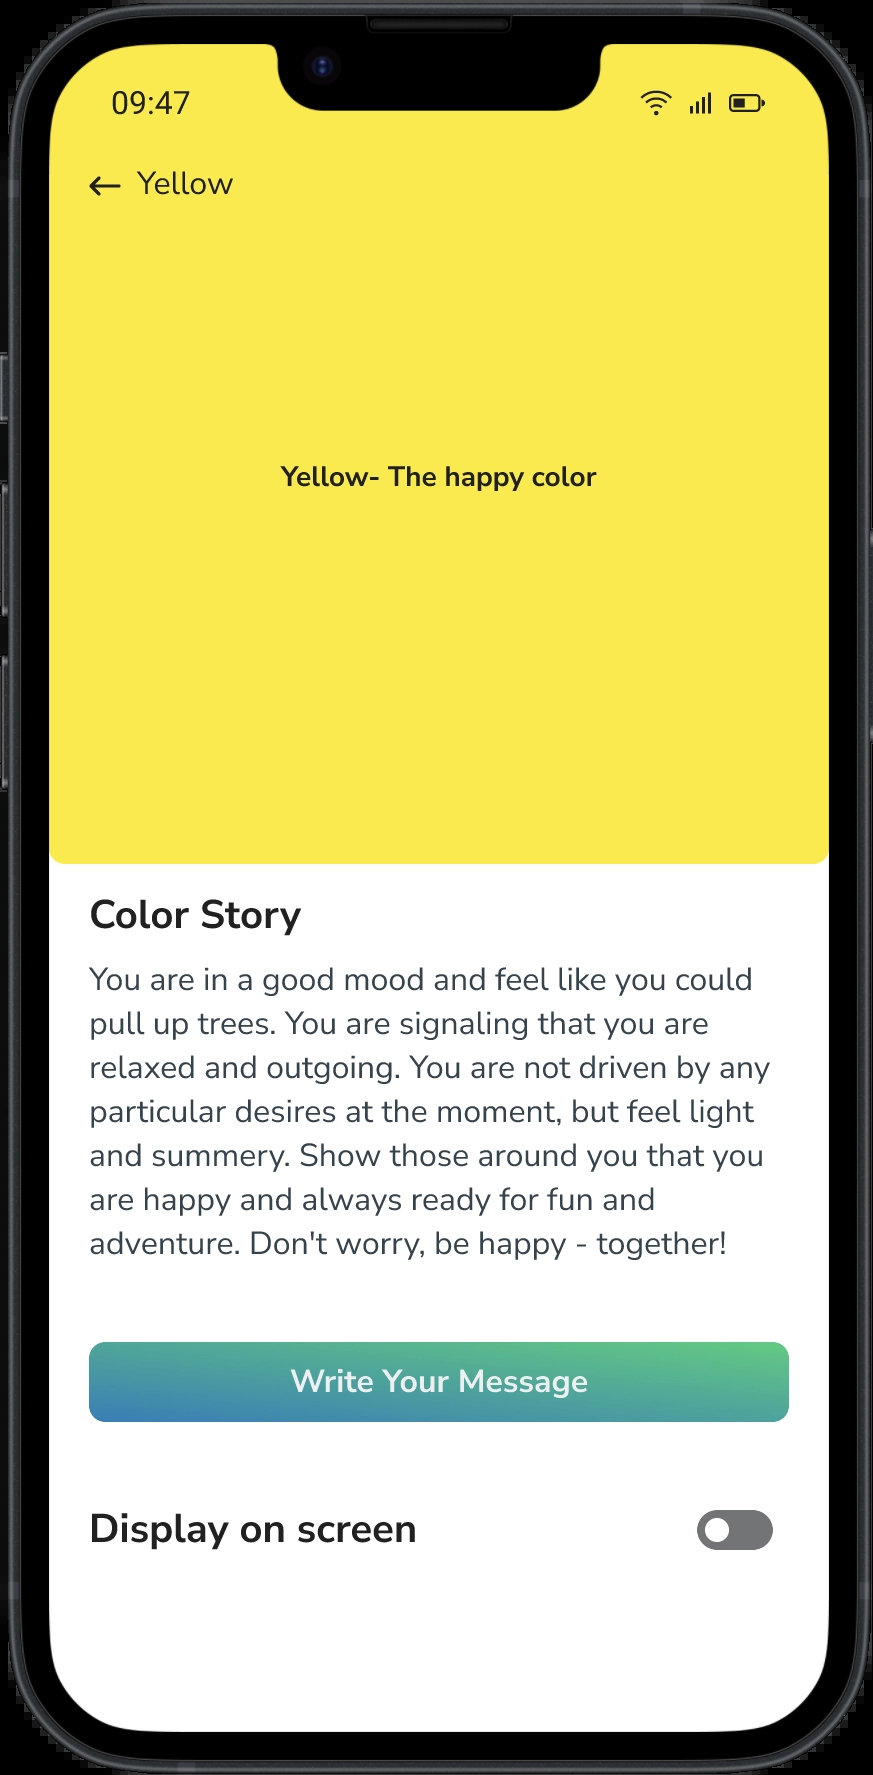 09:47
Yellow
Yellow- The happy color
Color Story
You are in a good mood and feel like you could
pull up trees. You are signaling that you are
relaxed and outgoing. You are not driven by any
particular desires at the moment, but feel light
and summery. Show those around you that you
are happy and always ready for fun and
adventure. Don't worry, be happy - together!
Write Your Message
Display on screen